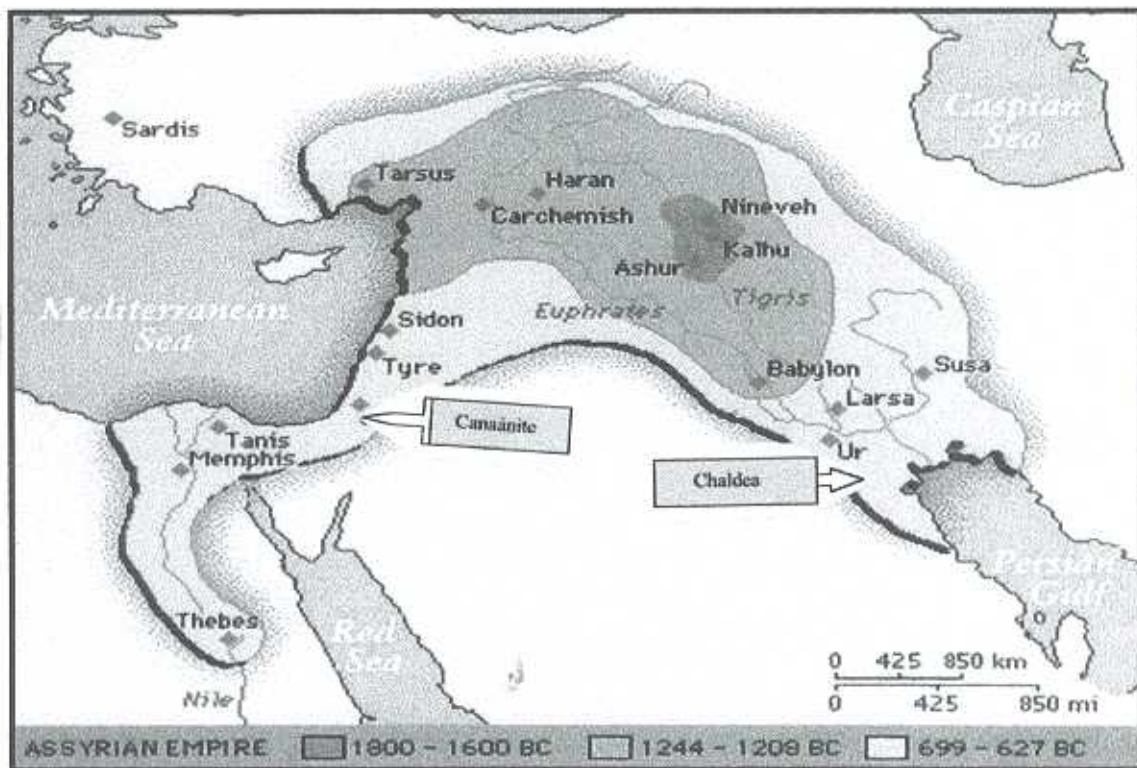 Caspian
Sea
Sardis
Tarsus
Haran
Carchemish
Nineveh
Kalhu
Ashur
Tigris
Euphrates
Mediterranean
Sea
Sidon
Tyre
Babylon
Susa
Larsa
Canaánite
Tanis
Memphis
Ur
Chaldea
Persian
Gulf
Thebes
Red
Sea
Nile
0 425 850 km
0 425 850 mi
ASSYRIAN EMPIRE 1800 - 1600 BC 1244 - 1208 BC 699 - 627 BC